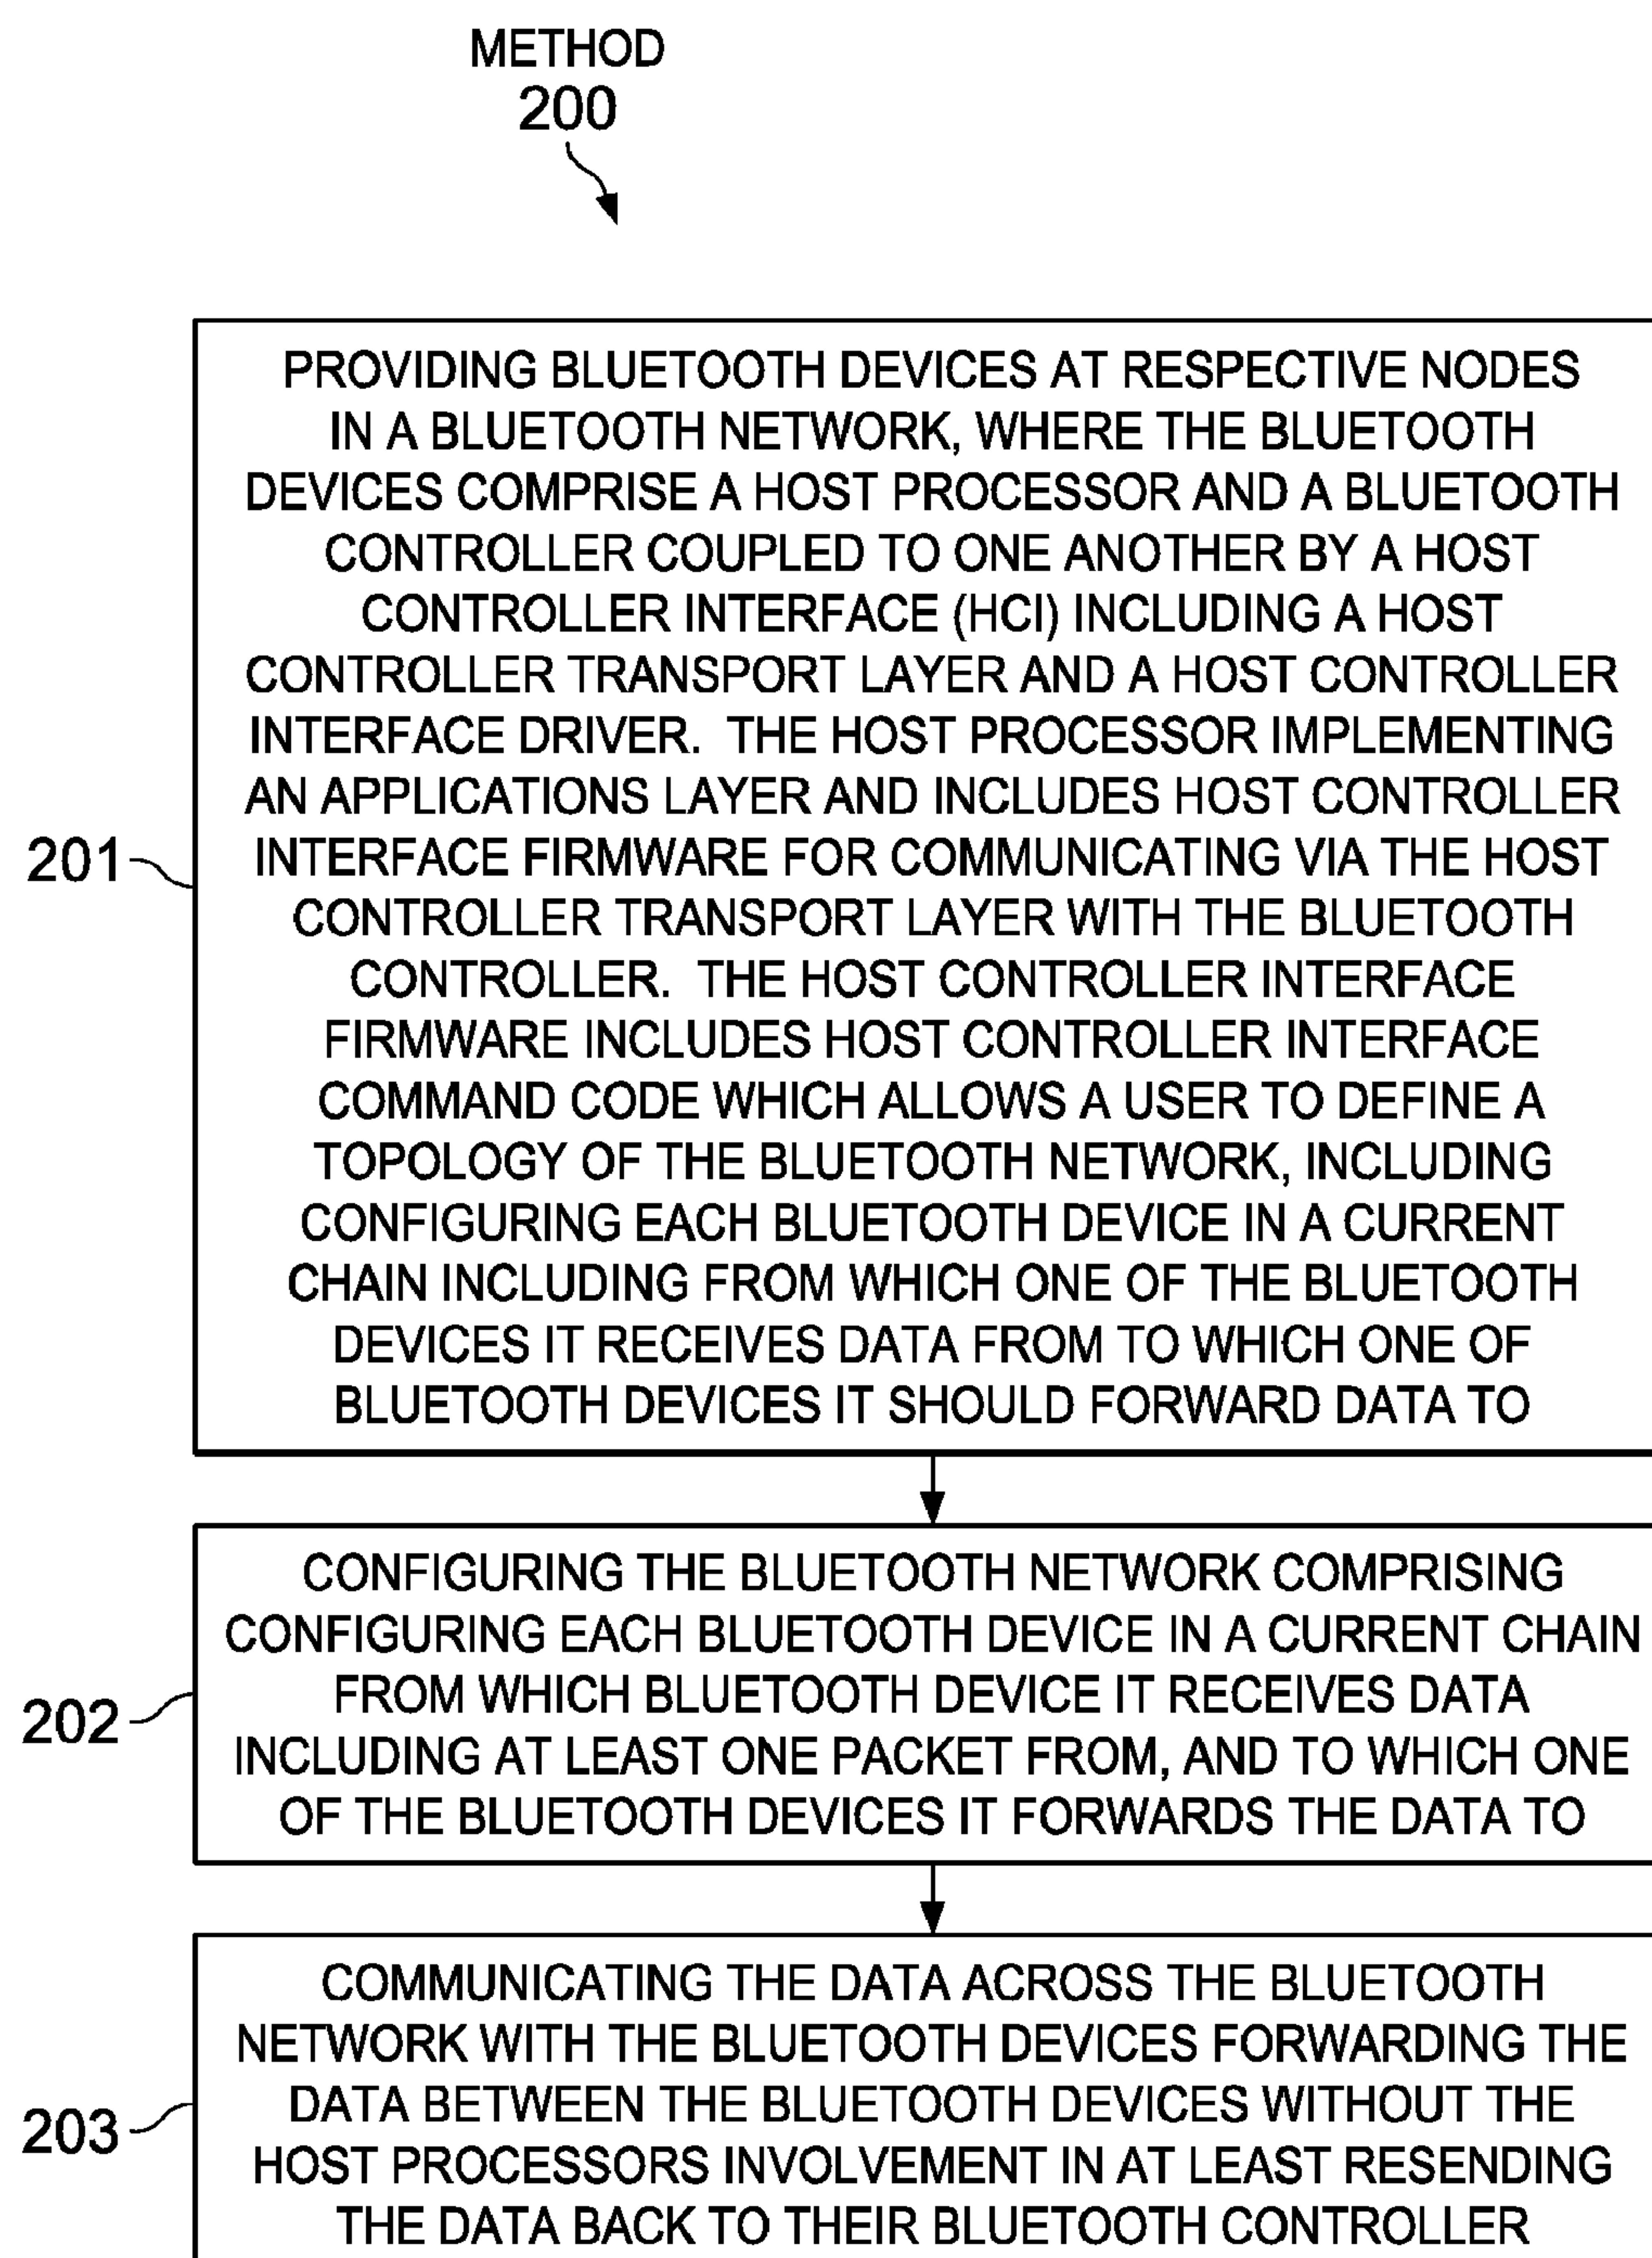 METHOD
200
PROVIDING BLUETOOTH DEVICES AT RESPECTIVE NODES
IN A BLUETOOTH NETWORK, WHERE THE BLUETOOTH
DEVICES COMPRISE A HOST PROCESSOR AND A BLUETOOTH
CONTROLLER COUPLED TO ONE ANOTHER BY A HOST
CONTROLLER INTERFACE (HCI) INCLUDING A HOST
CONTROLLER TRANSPORT LAYER AND A HOST CONTROLLER
INTERFACE DRIVER. THE HOST PROCESSOR IMPLEMENTING
AN APPLICATIONS LAYER AND INCLUDES HOST CONTROLLER
201
INTERFACE FIRMWARE FOR COMMUNICATING VIA THE HOST
CONTROLLER TRANSPORT LAYER WITH THE BLUETOOTH
CONTROLLER. THE HOST CONTROLLER INTERFACE
FIRMWARE INCLUDES HOST CONTROLLER INTERFACE
COMMAND CODE WHICH ALLOWS A USER TO DEFINE A
TOPOLOGY OF THE BLUETOOTH NETWORK, INCLUDING
CONFIGURING EACH BLUETOOTH DEVICE IN A CURRENT
CHAIN INCLUDING FROM WHICH ONE OF THE BLUETOOTH
DEVICES IT RECEIVES DATA FROM TO WHICH ONE OF
BLUETOOTH DEVICES IT SHOULD FORWARD DATA TO
CONFIGURING THE BLUETOOTH NETWORK COMPRISING
CONFIGURING EACH BLUETOOTH DEVICE IN A CURRENT CHAIN
FROM WHICH BLUETOOTH DEVICE IT RECEIVES DATA
202
INCLUDING AT LEAST ONE PACKET FROM, AND TO WHICH ONE
OF THE BLUETOOTH DEVICES IT FORWARDS THE DATA TO
COMMUNICATING THE DATA ACROSS THE BLUETOOTH
NETWORK WITH THE BLUETOOTH DEVICES FORWARDING THE
DATA BETWEEN THE BLUETOOTH DEVICES WITHOUT THE
203
HOST PROCESSORS INVOLVEMENT IN AT LEAST RESENDING
THE DATA BACK TO THEIR BLUETOOTH CONTROLLER